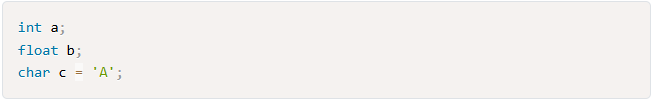 int a;
float b;
char c = 'A';